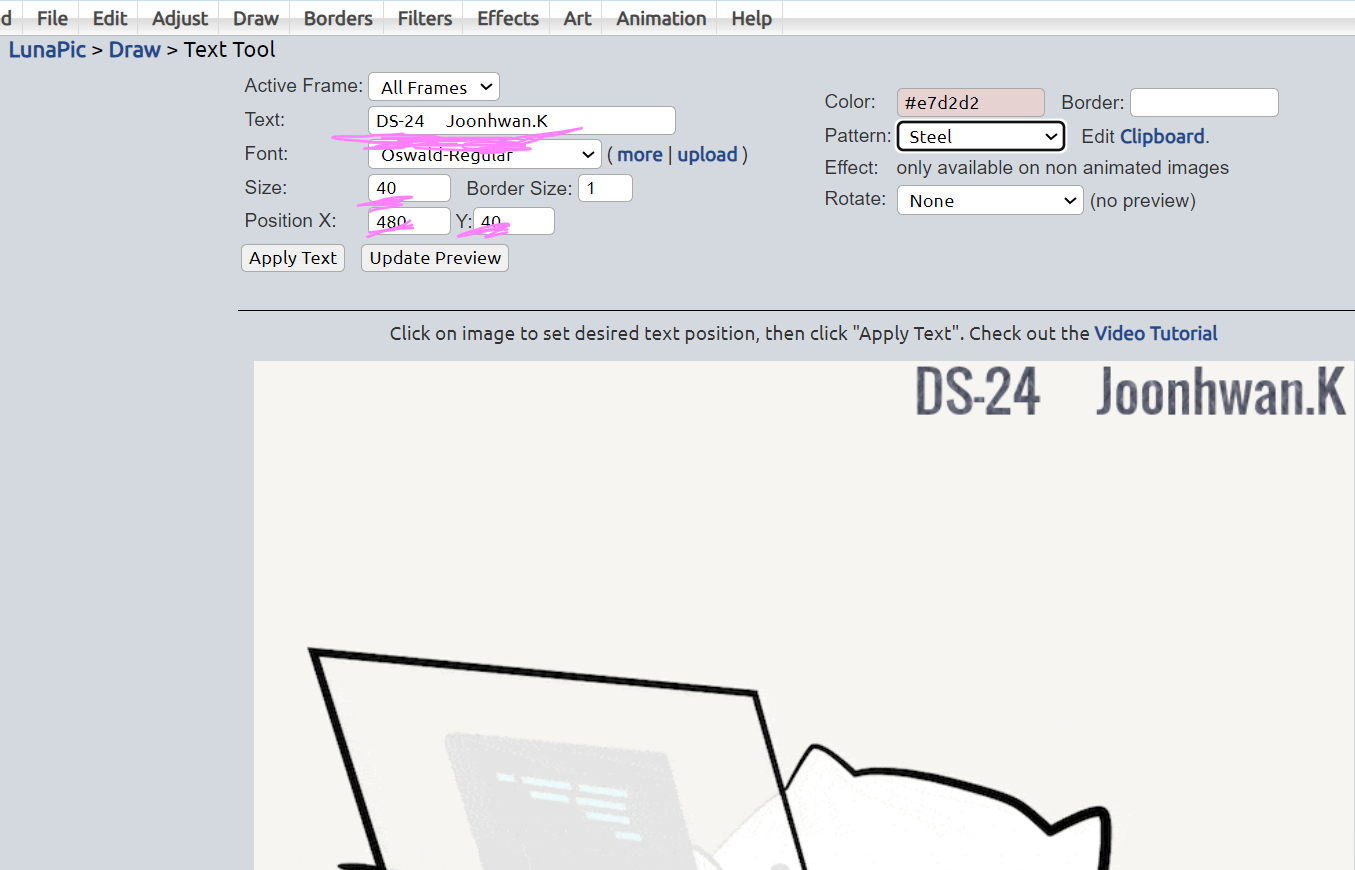 d File Edit Adjust Draw Borders Filters Effects Art Animation Help
LunaPic > Draw > Text Tool
Active Frame: All Frames
Text: DS-24 Joonhwan.K
Font: Oswald-Regular ( more | upload )
Size: 40 Border Size: 1
Position X: 480 Y: 40
Apply Text Update Preview
Color: #e7d2d2 Border:
Pattern: Steel Edit Clipboard.
Effect: only available on non animated images
Rotate: None (no preview)
Click on image to set desired text position, then click "Apply Text". Check out the Video Tutorial
DS-24 Joonhwan.K